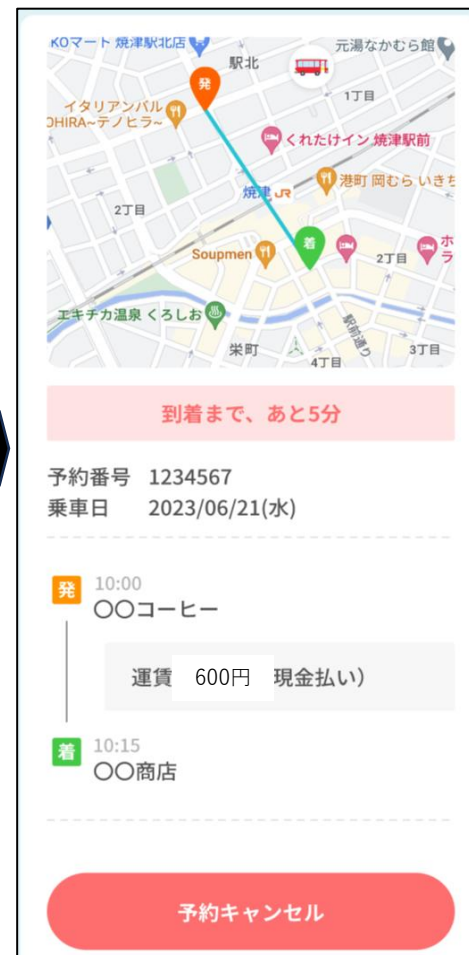 KOマート 焼津駅北店
元湯なかむら館
駅北
発
1丁目
イタリアンバル
OHIRA~テノヒラ~
くれたけイン 焼津駅前
焼津 JR
港町 岡むら いきち
2丁目
着
Soupmen
2丁目
ホ
ラ
エキチカ温泉 くろしお
駅前通り
栄町
4丁目
3丁目
到着まで、あと5分
予約番号 1234567
乗車日 2023/06/21(水)
発 10:00
〇〇コーヒー
運賃 600円 現金払い)
着 10:15
〇〇商店
予約キャンセル